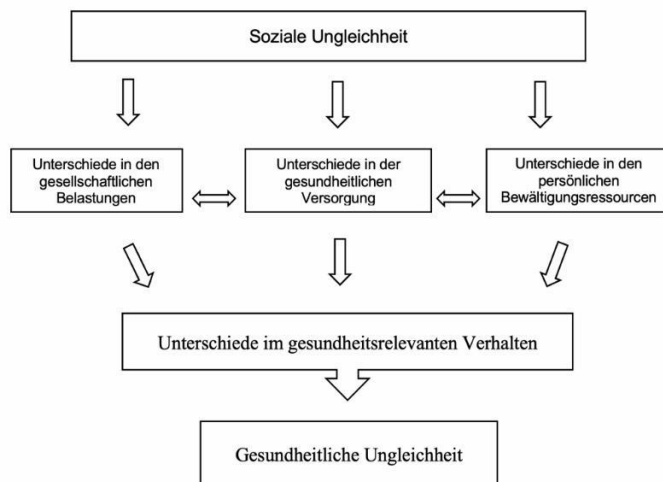 Soziale Ungleichheit
Unterschiede in den
gesellschaftlichen
Belastungen
Unterschiede in der
gesundheitlichen
Versorgung
Unterschiede in den
persönlichen
Bewältigungsressourcen
Unterschiede im gesundheitsrelevanten Verhalten
Gesundheitliche Ungleichheit